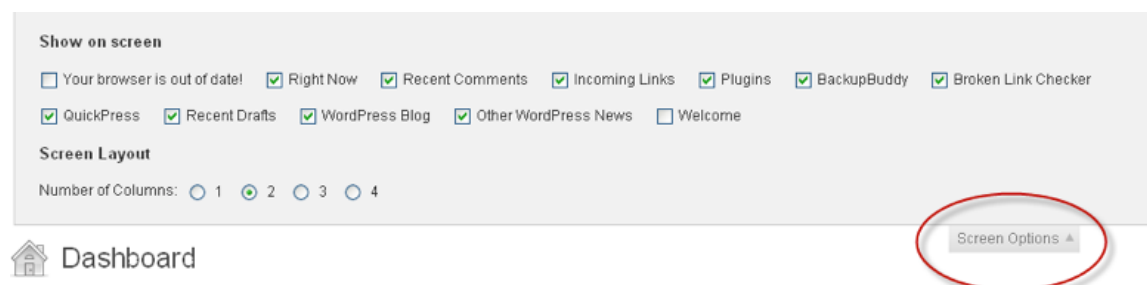 Show on screen
Your browser is out of date! Right Now Recent Comments Incoming Links Plugins BackupBuddy Broken Link Checker
QuickPress Recent Drafts WordPress Blog Other WordPress News Welcome
Screen Layout
Number of Columns: 1 2 3 4
Screen Options
Dashboard